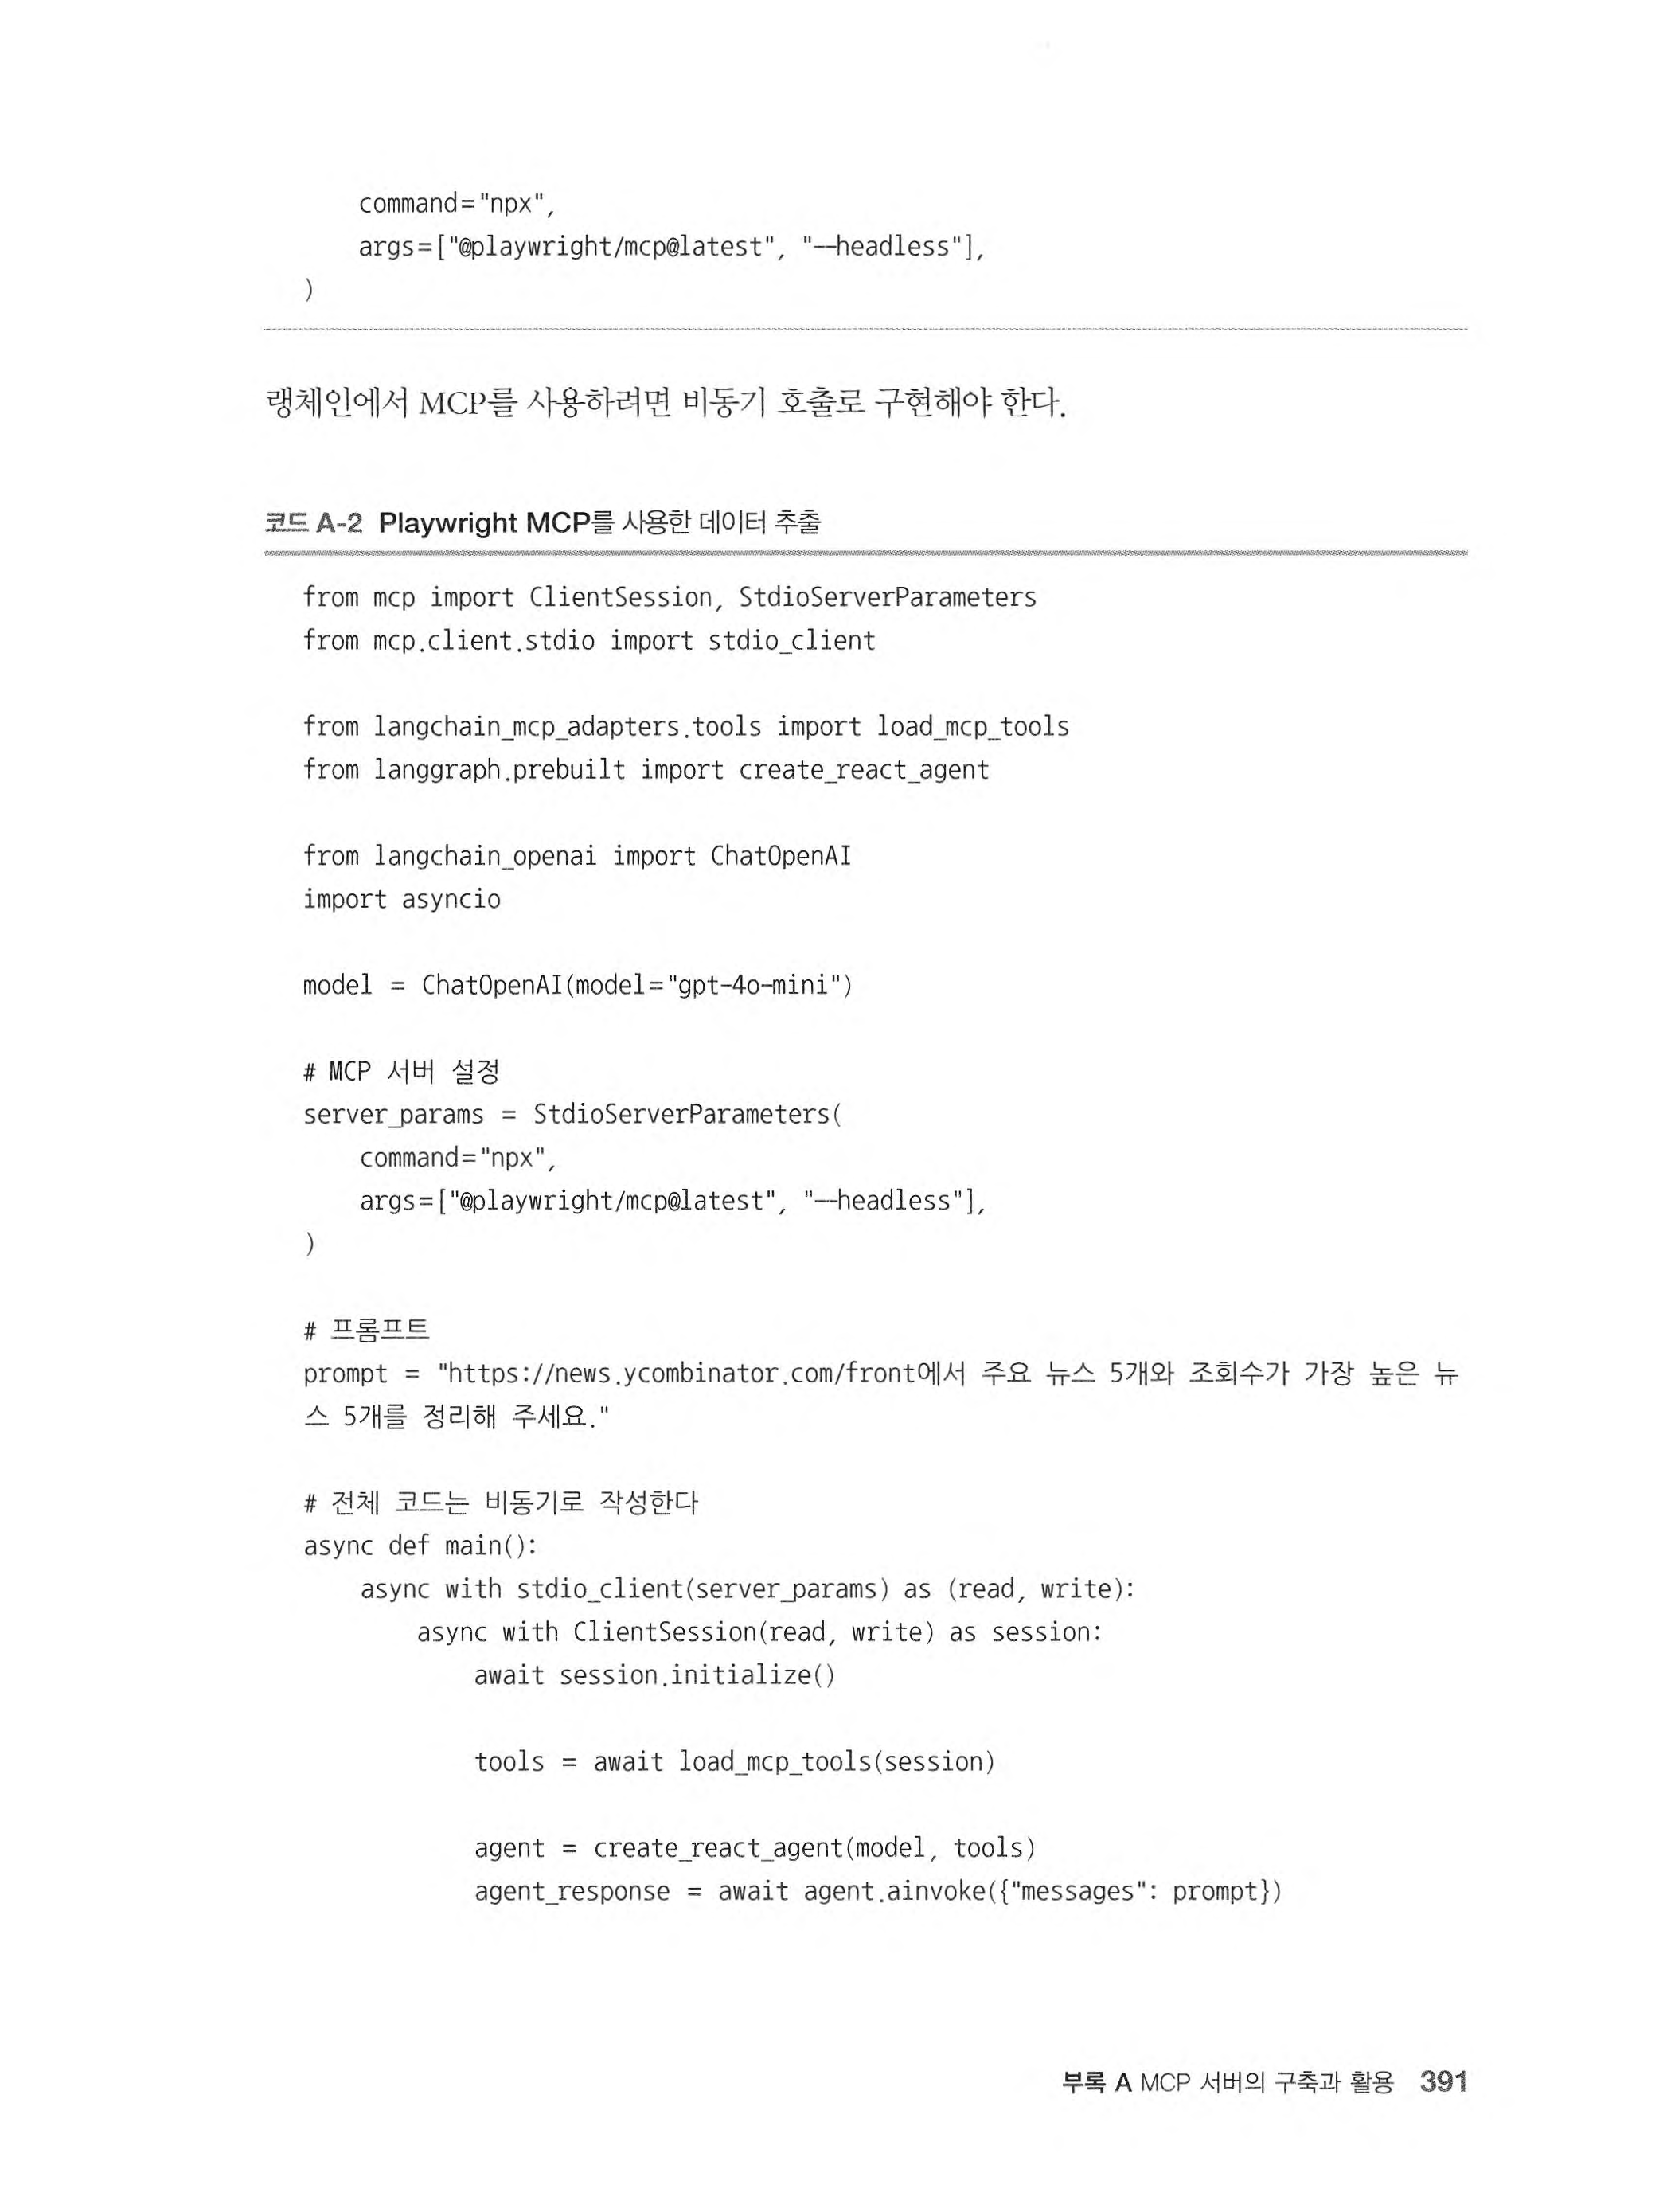 command="npx",
args=["@playwright/mcp@latest", "--headless"],
)
랭체인에서 MCP를 사용하려면 비동기 호출로 구현해야 한다.
코드 A-2 Playwright MCP를 사용한 데이터 추출
from mcp import ClientSession, StdioServerParameters
from mcp.client.stdio import stdio_client
from langchain_mcp_adapters.tools import load_mcp_tools
from langgraph.prebuilt import create_react_agent
from langchain_openai import ChatOpenAI
import asyncio
model = ChatOpenAI(model="gpt-4o-mini")
# MCP 서버 설정
server_params = StdioServerParameters(
command="npx",
args=["@playwright/mcp@latest", "--headless"],
)
# 프롬프트
prompt = "https://news.ycombinator.com/front에서 주요 뉴스 5개와 조회수가 가장 높은 뉴
스 5개를 정리해 주세요."
# 전체 코드는 비동기로 작성한다
async def main():
async with stdio_client(server_params) as (read, write):
async with ClientSession(read, write) as session:
await session.initialize()
tools = await load_mcp_tools(session)
agent = create_react_agent(model, tools)
agent_response = await agent.ainvoke({"messages": prompt})
부록 A MCP 서버의 구축과 활용 391